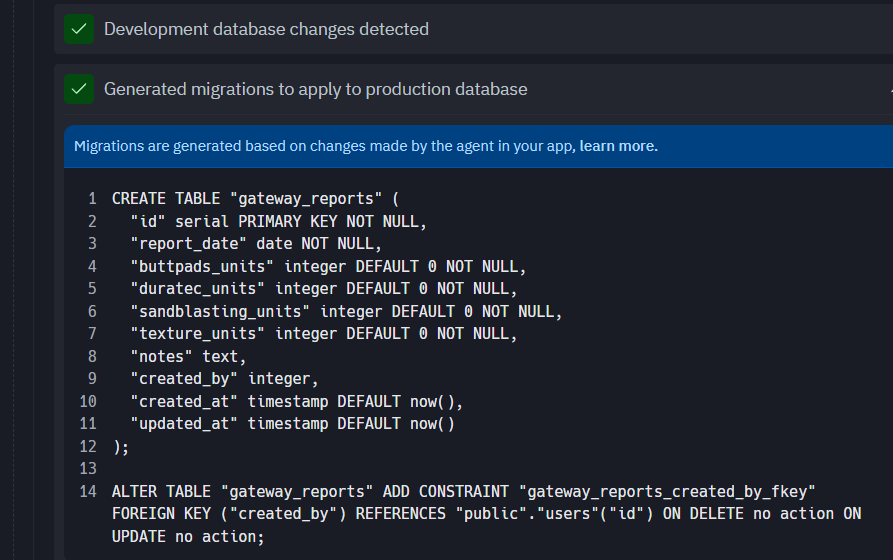 Development database changes detected
Generated migrations to apply to production database
Migrations are generated based on changes made by the agent in your app, learn more.
1 CREATE TABLE "gateway_reports" (
2   "id" serial PRIMARY KEY NOT NULL,
3   "report_date" date NOT NULL,
4   "buttpads_units" integer DEFAULT 0 NOT NULL,
5   "duratec_units" integer DEFAULT 0 NOT NULL,
6   "sandblasting_units" integer DEFAULT 0 NOT NULL,
7   "texture_units" integer DEFAULT 0 NOT NULL,
8   "notes" text,
9   "created_by" integer,
10   "created_at" timestamp DEFAULT now(),
11   "updated_at" timestamp DEFAULT now()
12 );
13
14 ALTER TABLE "gateway_reports" ADD CONSTRAINT "gateway_reports_created_by_fkey"
FOREIGN KEY ("created_by") REFERENCES "public"."users"("id") ON DELETE no action ON
UPDATE no action;